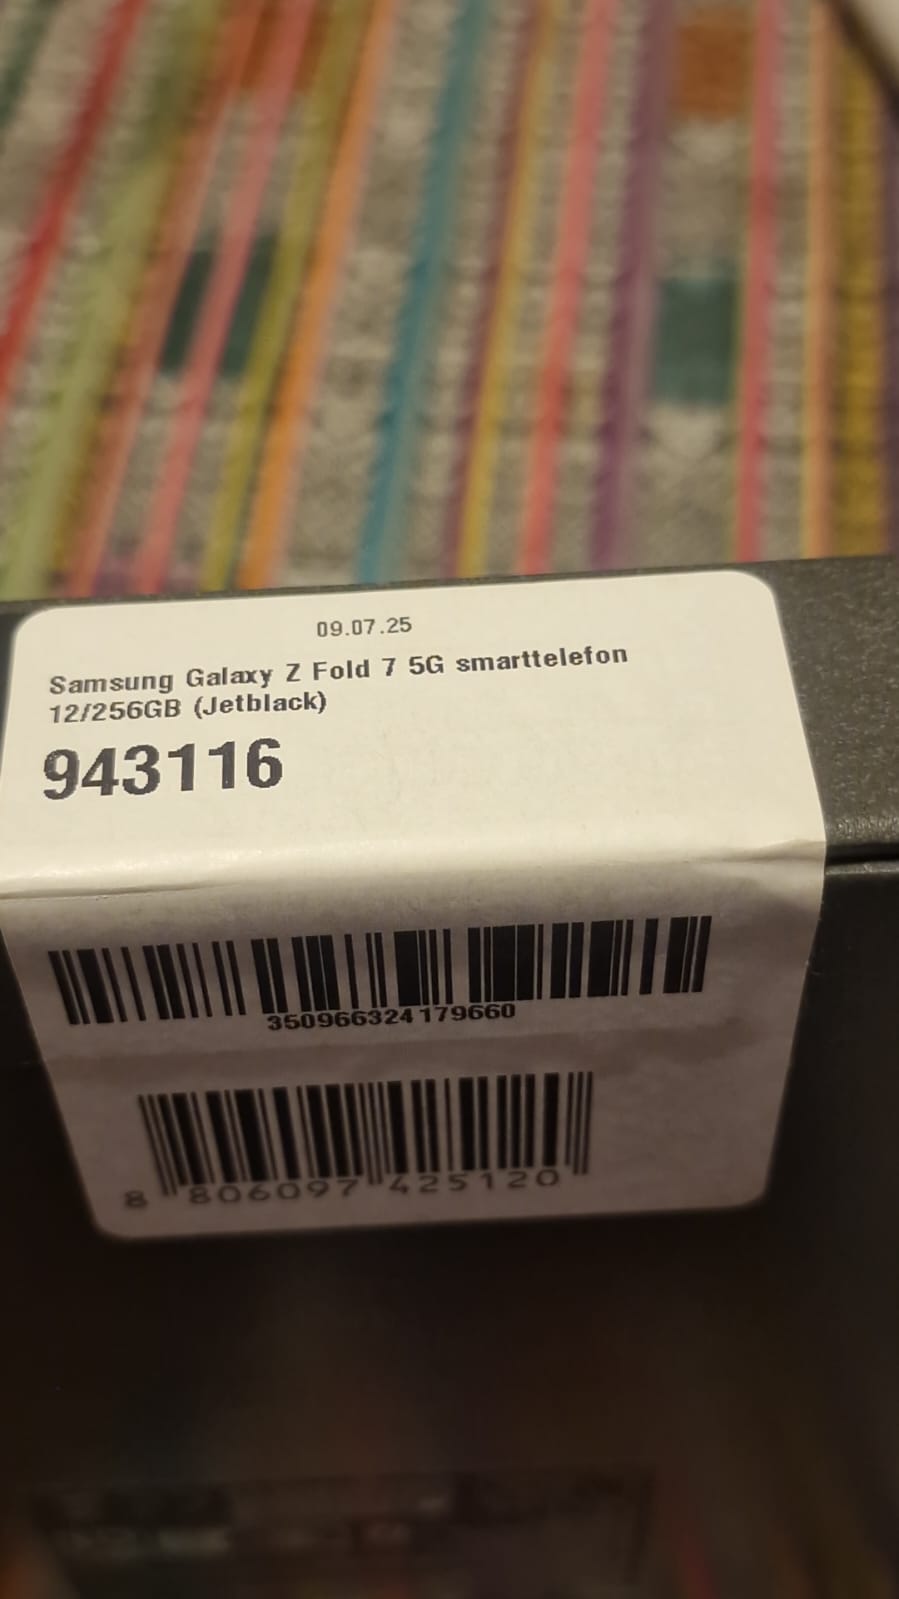 09.07.25
Samsung Galaxy Z Fold 7 5G smarttelefon
12/256GB (Jetblack)
943116
350966324179660
8 806097 425120